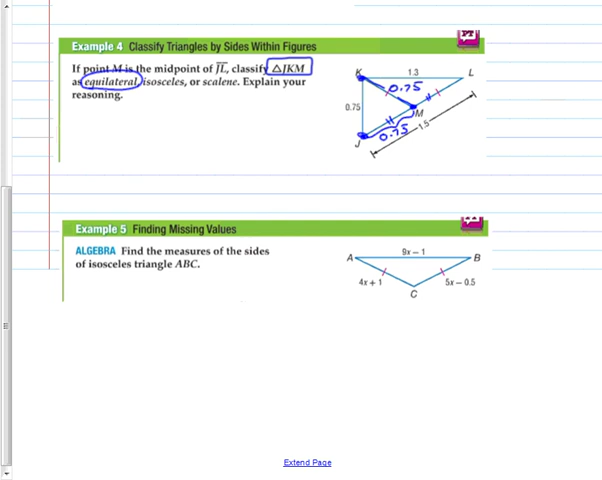 Example 4 Classify Triangles by Sides Within Figures
If point M is the midpoint of JL, classify △JKM
as equilateral, isosceles, or scalene. Explain your
reasoning.
K
1.3
L
0.75
0.75
M
J
0.75
1.5
Example 5 Finding Missing Values
ALGEBRA Find the measures of the sides
of isosceles triangle ABC.
A
9x − 1
B
4x + 1
5x − 0.5
C
Extend Page